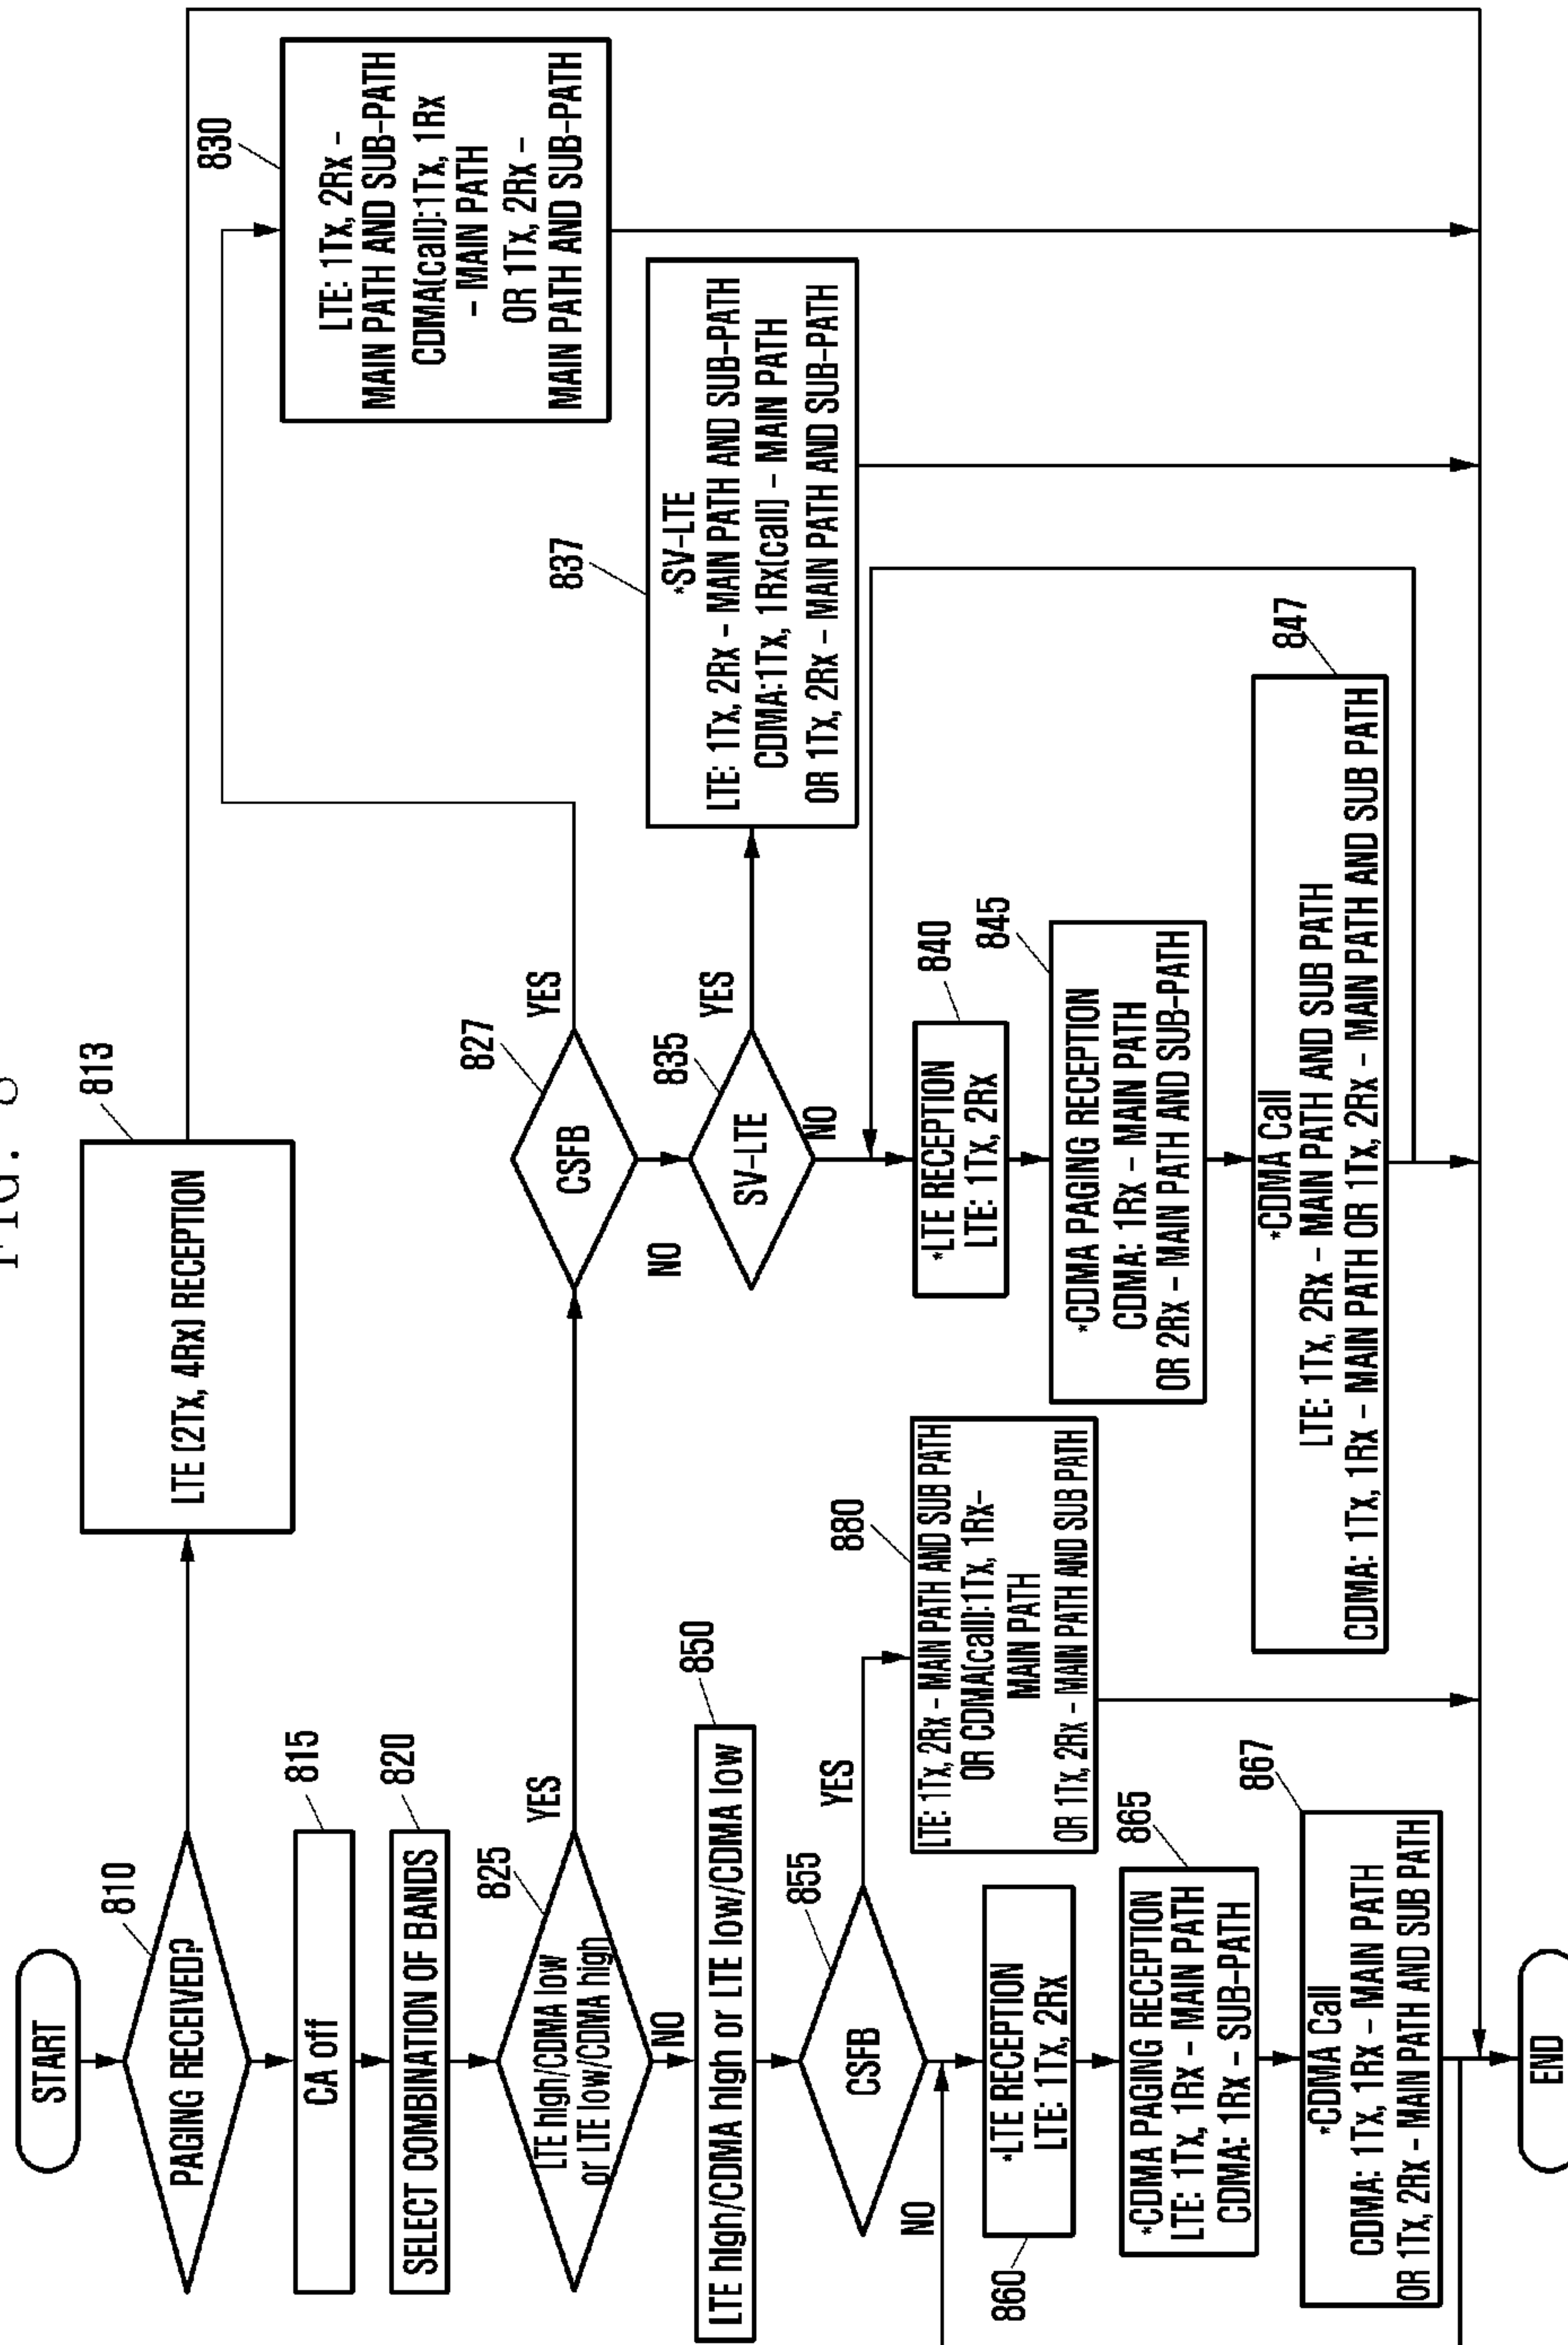 FIG. 8
START
810
PAGING RECEIVED?
813
LTE (2Tx, 4Rx) RECEPTION
815
CA off
820
SELECT COMBINATION OF BANDS
825
LTE high/CDMA low
or LTE low/CDMA high
YES
NO
827
CSFB
YES
NO
830
LTE: 1Tx, 2Rx –
MAIN PATH AND SUB-PATH
CDMA(call):1Tx, 1Rx
– MAIN PATH
OR 1Tx, 2Rx –
MAIN PATH AND SUB-PATH
835
SV-LTE
YES
NO
837
*SV-LTE
LTE: 1Tx, 2Rx – MAIN PATH AND SUB-PATH
CDMA:1Tx, 1Rx(call) – MAIN PATH
OR 1Tx, 2Rx – MAIN PATH AND SUB-PATH
840
*LTE RECEPTION
LTE: 1Tx, 2Rx
845
*CDMA PAGING RECEPTION
CDMA: 1Rx – MAIN PATH
OR 2Rx – MAIN PATH AND SUB-PATH
847
*CDMA Call
LTE: 1Tx, 2Rx – MAIN PATH AND SUB PATH
CDMA: 1Tx, 1Rx – MAIN PATH OR 1Tx, 2Rx – MAIN PATH AND SUB PATH
850
LTE high/CDMA high or LTE low/CDMA low
855
CSFB
YES
NO
880
LTE: 1Tx, 2Rx – MAIN PATH AND SUB PATH
OR CDMA(call):1Tx, 1Rx–
MAIN PATH
OR 1Tx, 2Rx – MAIN PATH AND SUB PATH
860
*LTE RECEPTION
LTE: 1Tx, 2Rx
865
*CDMA PAGING RECEPTION
LTE: 1Tx, 1Rx – MAIN PATH
CDMA: 1Rx – SUB-PATH
867
*CDMA Call
CDMA: 1Tx, 1Rx – MAIN PATH
OR 1Tx, 2Rx – MAIN PATH AND SUB PATH
END